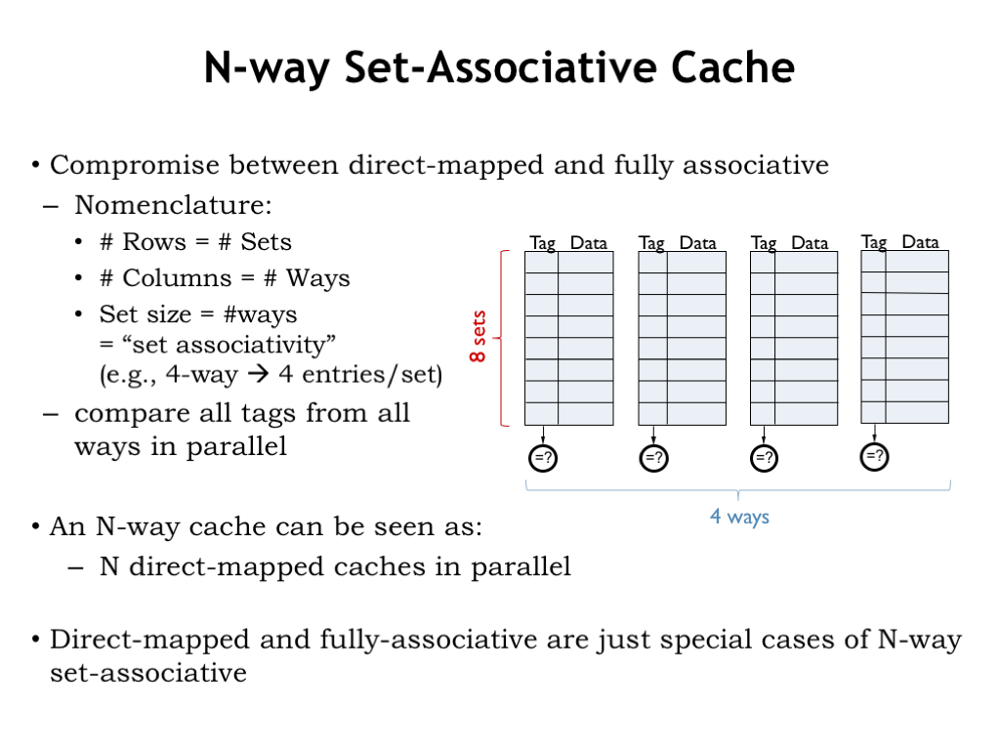 N-way Set-Associative Cache
• Compromise between direct-mapped and fully associative
– Nomenclature:
• # Rows = # Sets
• # Columns = # Ways
• Set size = #ways
= “set associativity”
(e.g., 4-way → 4 entries/set)
– compare all tags from all
ways in parallel
Tag Data Tag Data Tag Data Tag Data
8 sets
=? =? =? =?
4 ways
• An N-way cache can be seen as:
– N direct-mapped caches in parallel
• Direct-mapped and fully-associative are just special cases of N-way
set-associative